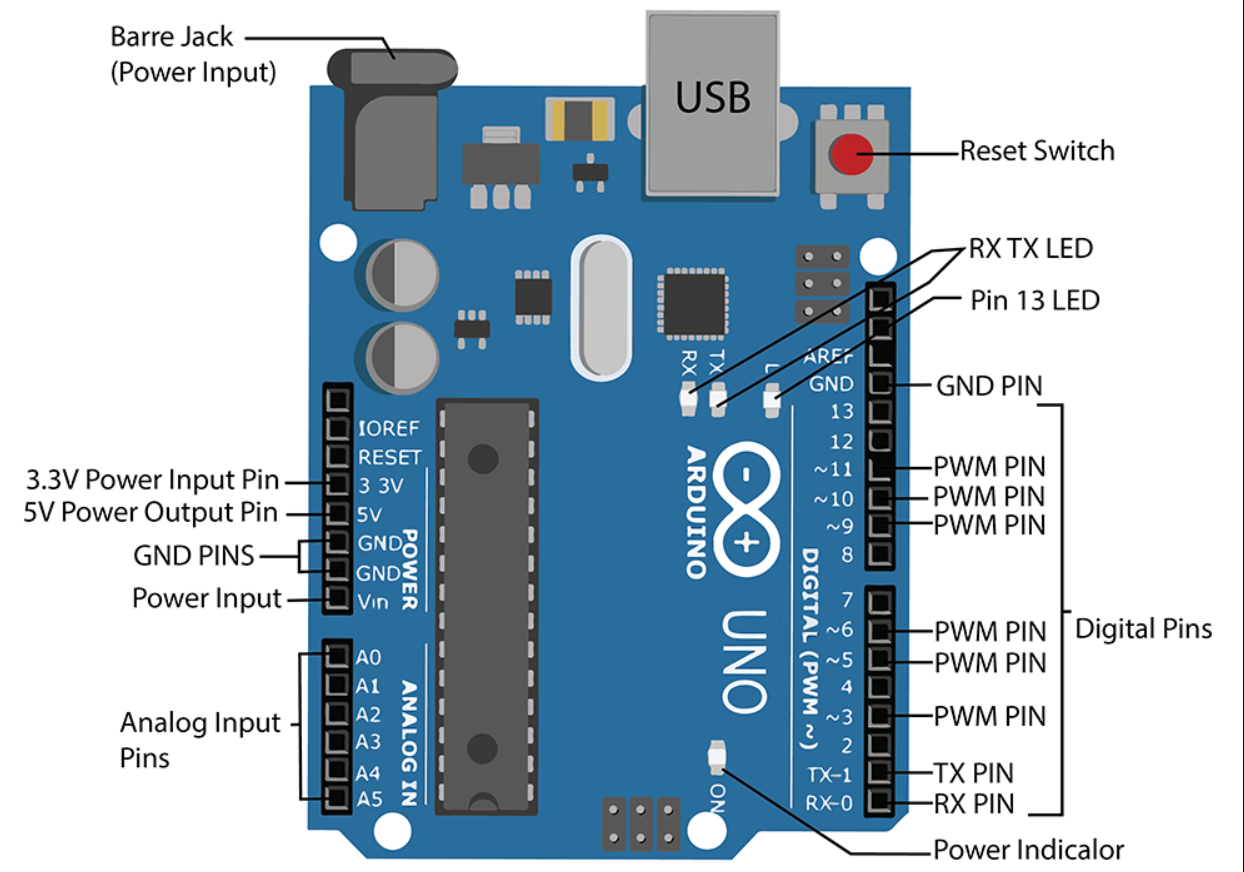 Barre Jack
(Power Input)
USB
Reset Switch
RX TX LED
Pin 13 LED
RX
TX
L
AREF
GND
GND PIN
13
12
~11
PWM PIN
~10
PWM PIN
~9
PWM PIN
8
7
~6
PWM PIN
~5
PWM PIN
4
~3
PWM PIN
2
TX-1
TX PIN
RX-0
RX PIN
Digital Pins
DIGITAL (PWM ~)
ARDUINO
- +
UNO
ON
Power Indicalor
IOREF
RESET
3.3V Power Input Pin
3 3V
5V Power Output Pin
5V
GND PINS
GND
GND
Power Input
Vin
POWER
Analog Input
Pins
A0
A1
A2
A3
A4
A5
ANALOG IN